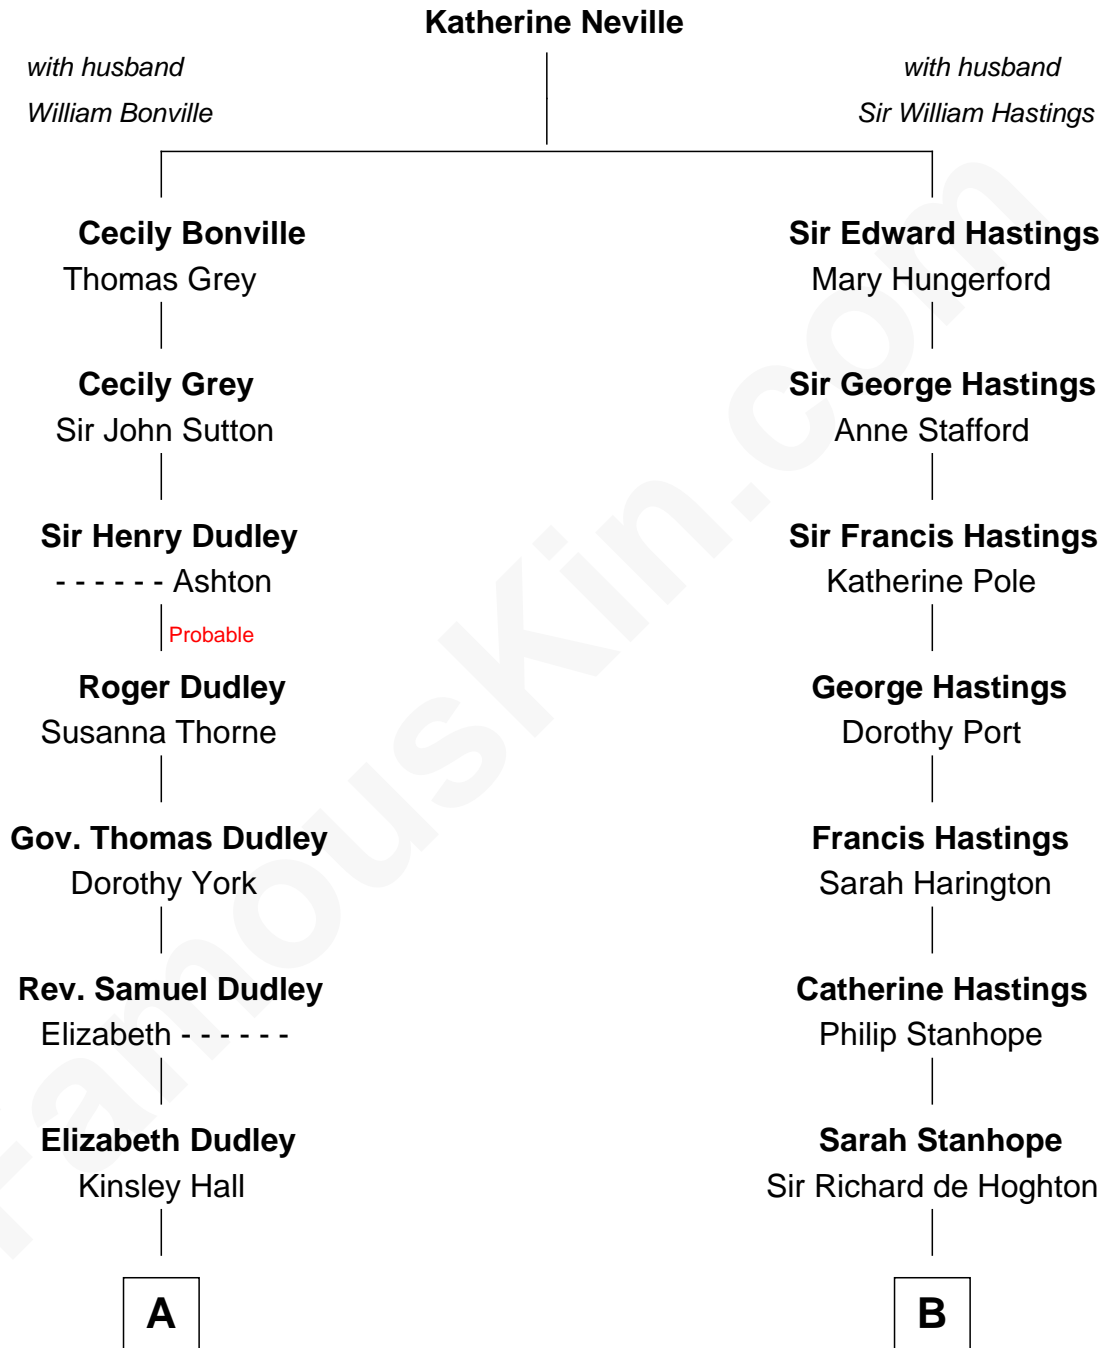 Katherine Neville
with husband
William Bonville
with husband
Sir William Hastings
Cecily Bonville
Thomas Grey
Sir Edward Hastings
Mary Hungerford
Cecily Grey
Sir John Sutton
Sir George Hastings
Anne Stafford
Sir Henry Dudley
- - - - - - Ashton
Sir Francis Hastings
Katherine Pole
Probable
Roger Dudley
Susanna Thorne
George Hastings
Dorothy Port
Gov. Thomas Dudley
Dorothy York
Francis Hastings
Sarah Harington
Rev. Samuel Dudley
Elizabeth - - - - - -
Catherine Hastings
Philip Stanhope
Elizabeth Dudley
Kinsley Hall
Sarah Stanhope
Sir Richard de Hoghton
A
B
FamousKin.com